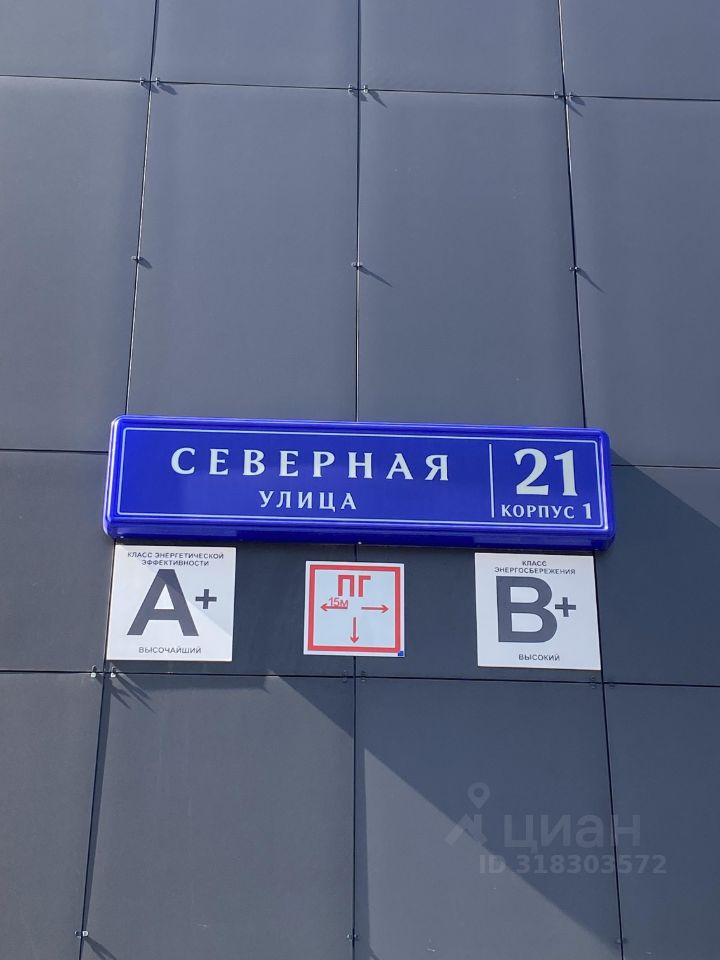 СЕВЕРНАЯ
УЛИЦА
21
КОРПУС 1
КЛАСС ЭНЕРГЕТИЧЕСКОЙ
ЭФФЕКТИВНОСТИ
A+
ВЫСОЧАЙШИЙ
ПГ
15м
КЛАСС
ЭНЕРГОСБЕРЕЖЕНИЯ
B+
ВЫСОКИЙ
циан
ID 318303572